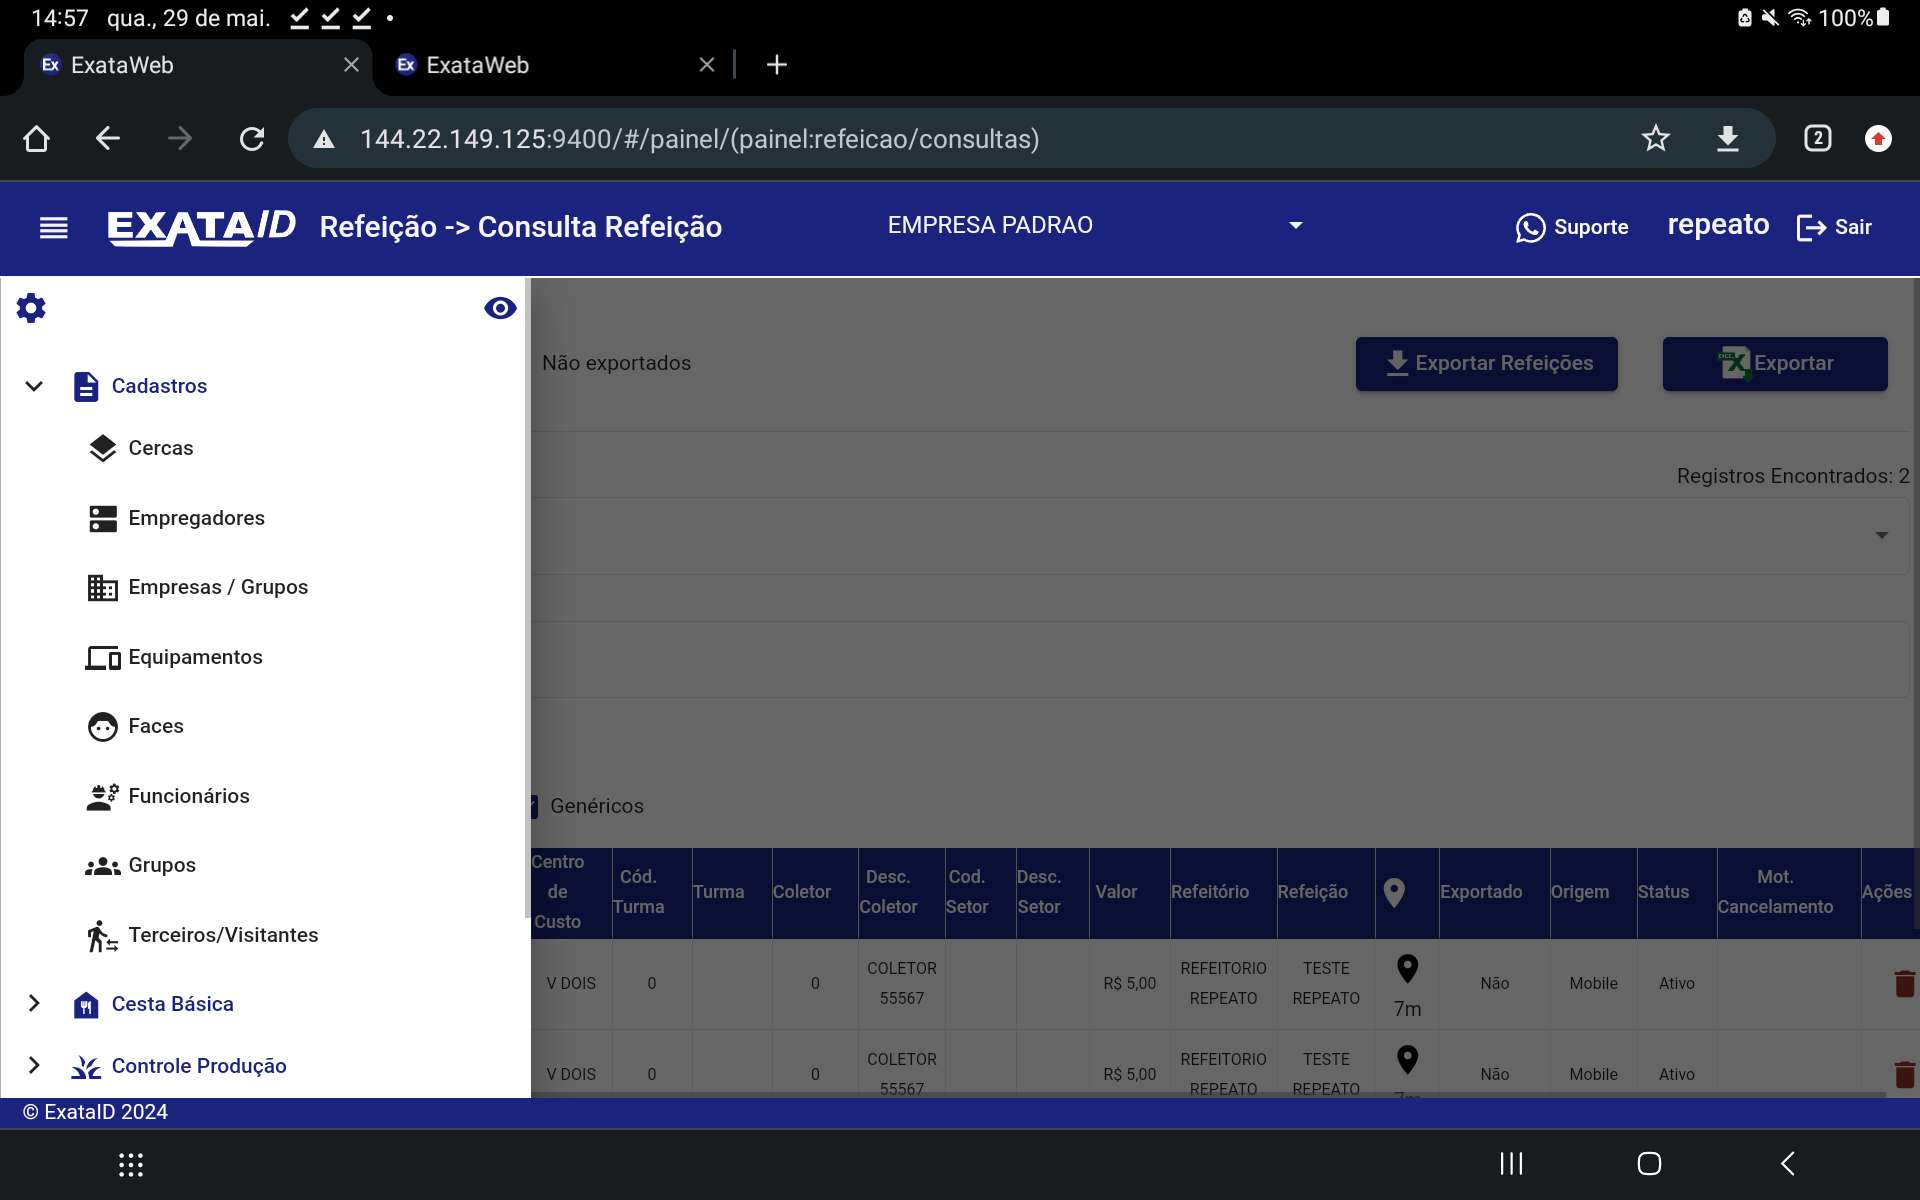 14:57 qua., 29 de mai.
100%
ExataWeb
ExataWeb
144.22.149.125:9400/#/painel/(painel:refeicao/consultas)
2
EXATAID
Refeição -> Consulta Refeição
EMPRESA PADRAO
Suporte
repeato
Sair
Cadastros
Cercas
Empregadores
Empresas / Grupos
Equipamentos
Faces
Funcionários
Grupos
Terceiros/Visitantes
Cesta Básica
Controle Produção
Não exportados
Exportar Refeições
Exportar
Registros Encontrados: 2
Genéricos
Centro de Custo
Cód. Turma
Turma
Coletor
Desc. Coletor
Cod. Setor
Desc. Setor
Valor
Refeitório
Refeição
Exportado
Origem
Status
Mot. Cancelamento
Ações
V DOIS 0 0 COLETOR 55567 R$ 5,00 REFEITORIO REPEATO TESTE REPEATO 7m Não Mobile Ativo
V DOIS 0 0 COLETOR 55567 R$ 5,00 REFEITORIO REPEATO TESTE REPEATO 7m Não Mobile Ativo
© ExataID 2024